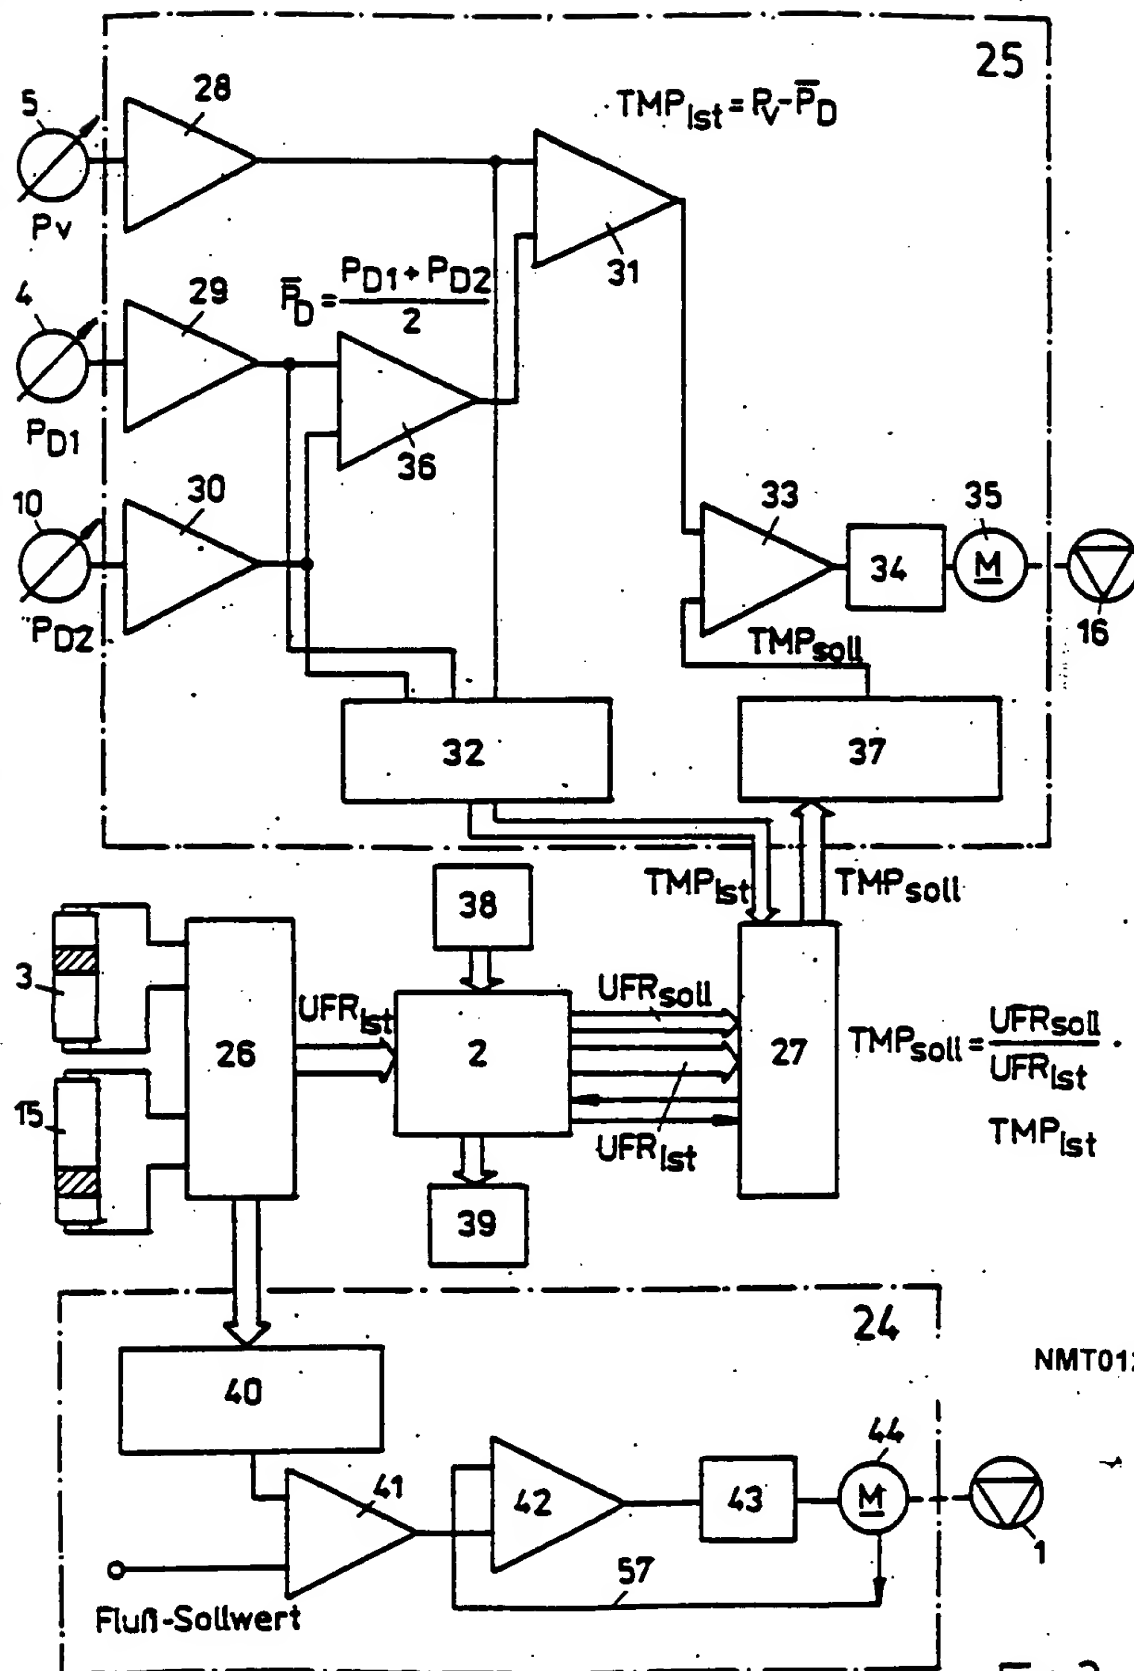 25
28
TMPIst = Pv - P̅D
5
Pv
31
29
P̅D = PD1 + PD2 / 2
4
PD1
36
30
33
35
10
34
M
PD2
16
TMPsoll
32
37
TMPIst
TMPsoll
38
3
UFRIst
UFRsoll
26
2
27
TMPsoll = UFRsoll / UFRIst ·
TMPIst
15
UFRIst
39
24
40
44
41
42
43
M
1
57
Fluß-Sollwert